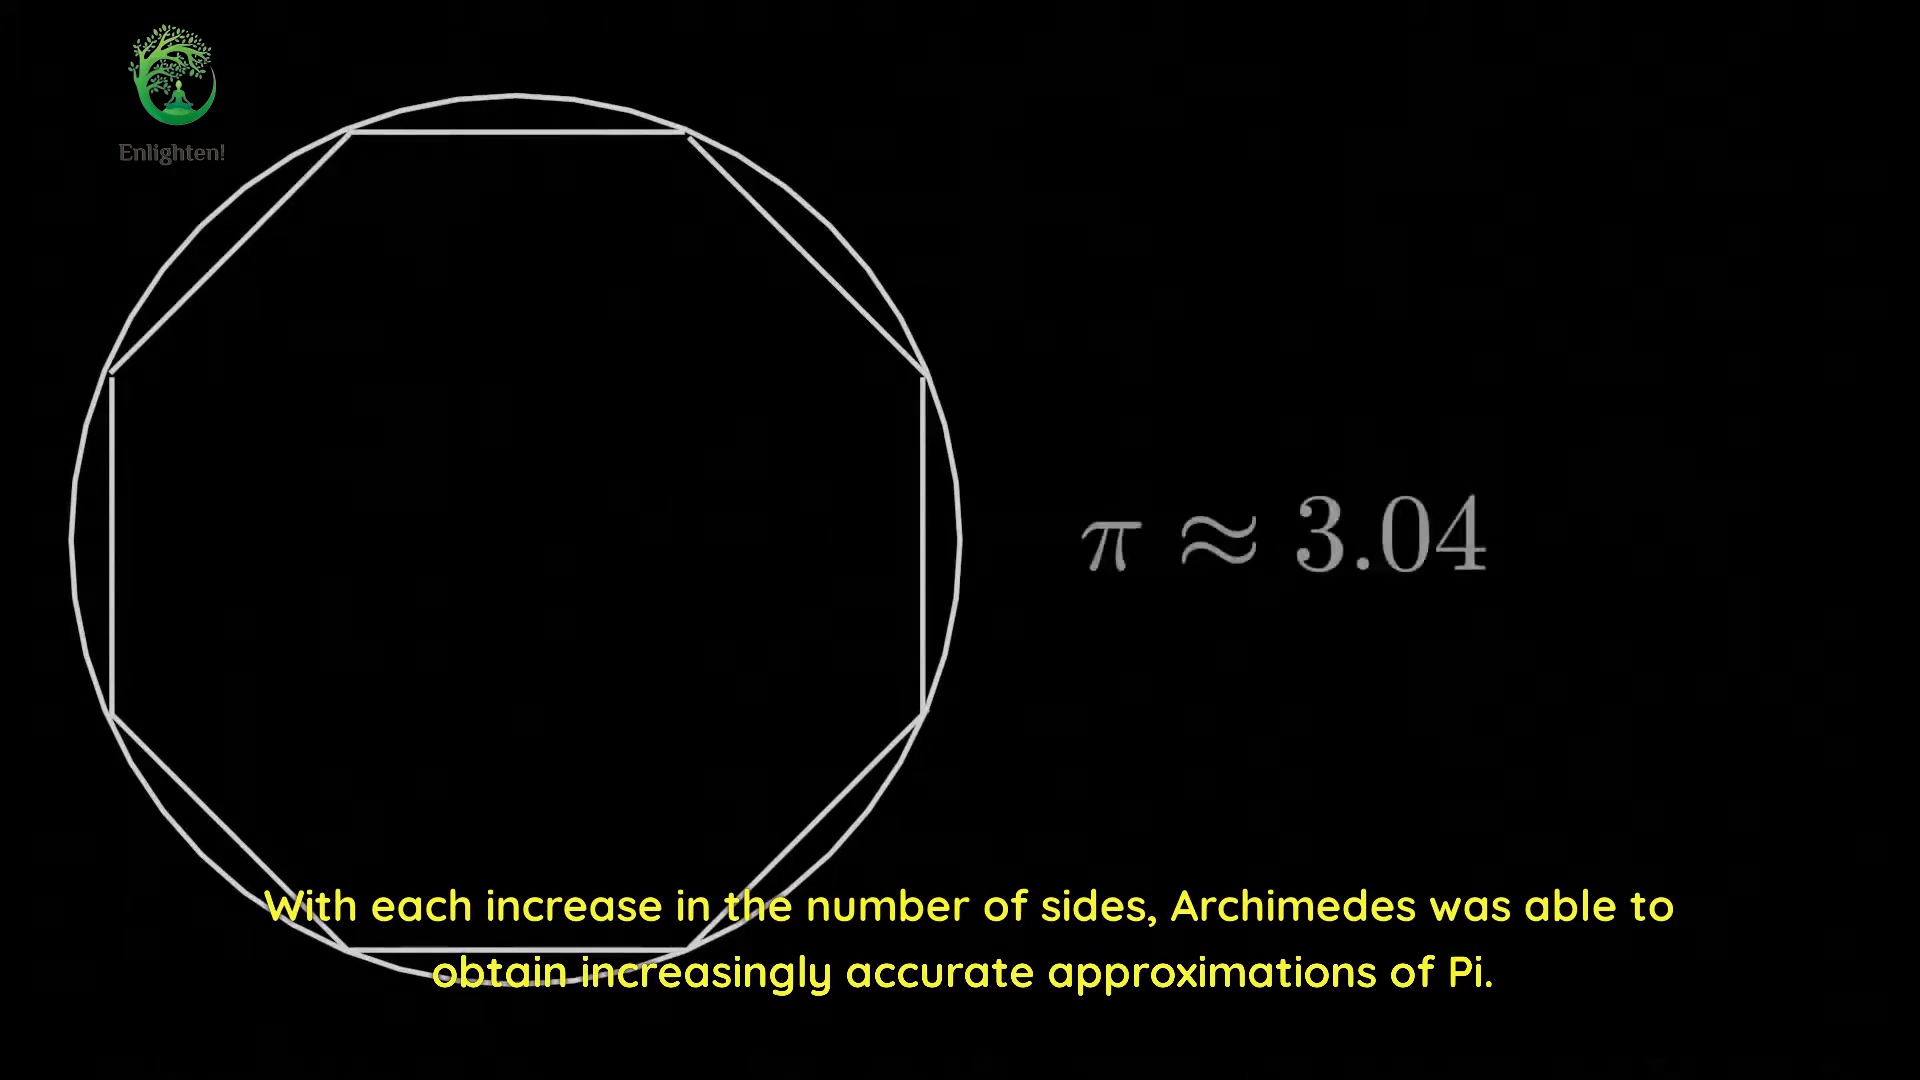 Enlighten!
π ≈ 3.04
With each increase in the number of sides, Archimedes was able to
obtain increasingly accurate approximations of Pi.